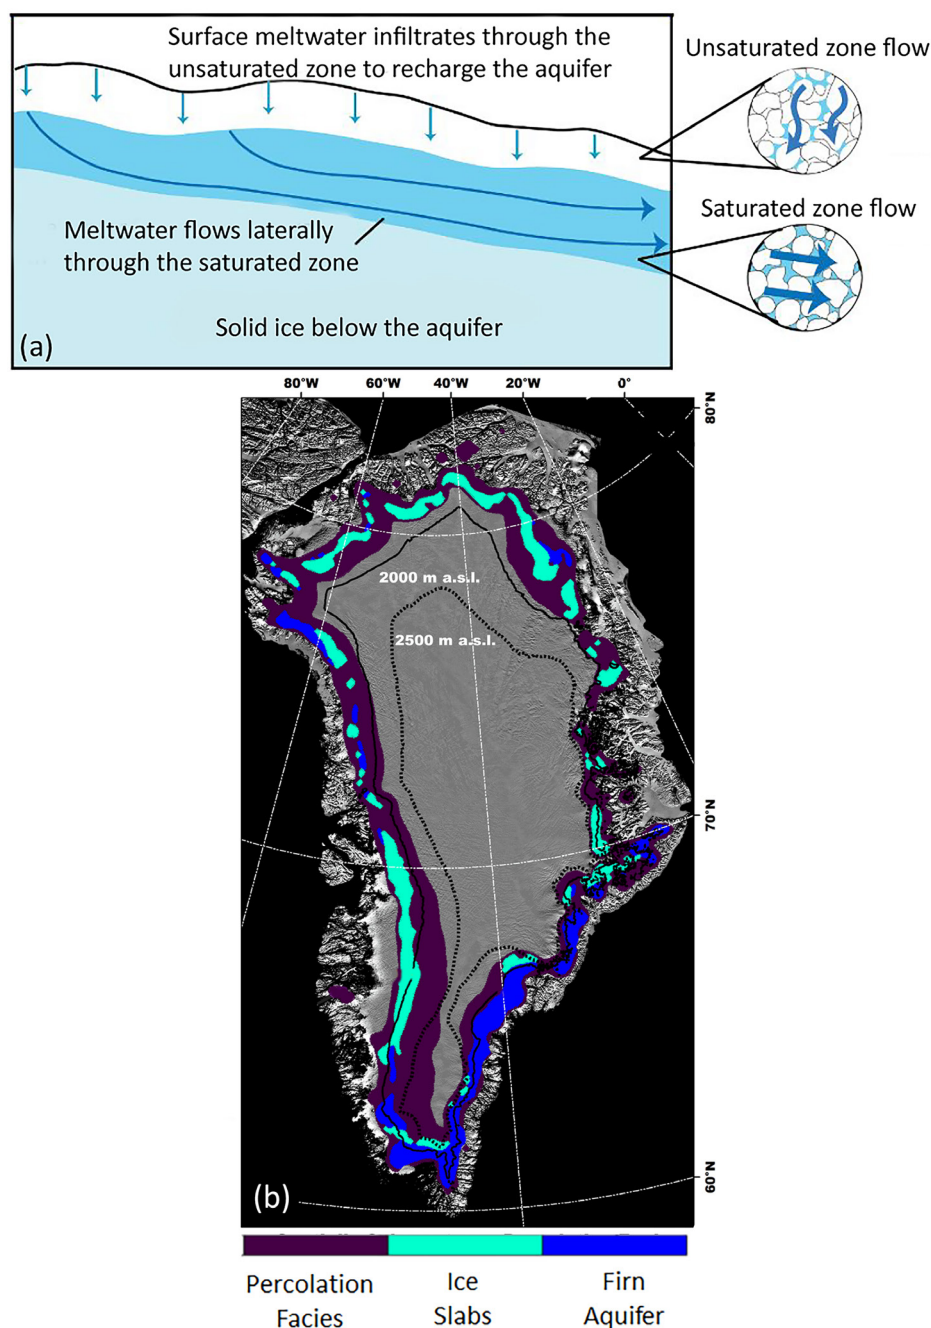 Surface meltwater infiltrates through the
unsaturated zone to recharge the aquifer
Unsaturated zone flow
Saturated zone flow
Meltwater flows laterally
through the saturated zone
Solid ice below the aquifer
(a)
80°W 60°W 40°W 20°W 0°
80°N
2000 m a.s.l.
2500 m a.s.l.
70°N
60°N
(b)
Percolation
Facies
Ice
Slabs
Firn
Aquifer